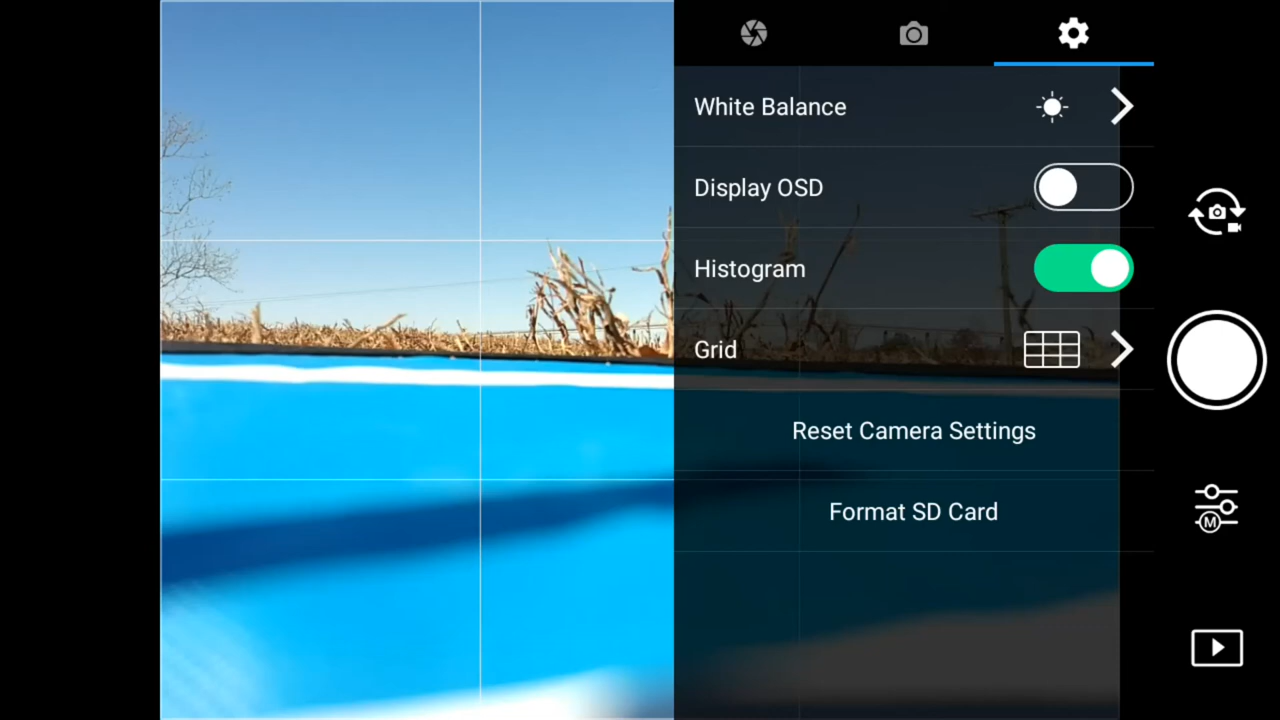 White Balance
Display OSD
Histogram
Grid
Reset Camera Settings
Format SD Card
M